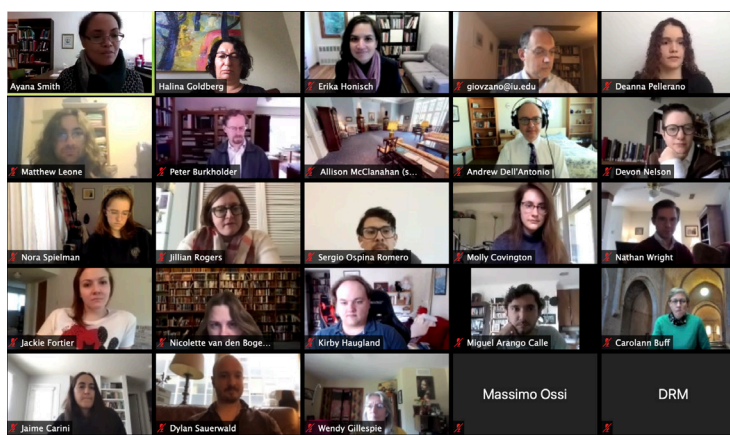 Ayana Smith
Halina Goldberg
Erika Honisch
giovzano@iu.edu
Deanna Pellerano
Matthew Leone
Peter Burkholder
Allison McClanahan (s...
Andrew Dell'Antonio
Devon Nelson
Nora Spielman
Jillian Rogers
Sergio Ospina Romero
Molly Covington
Nathan Wright
Jackie Fortier
Nicolette van den Boge...
Kirby Haugland
Miguel Arango Calle
Carolann Buff
Massimo Ossi
DRM
Jaime Carini
Dylan Sauerwald
Wendy Gillespie